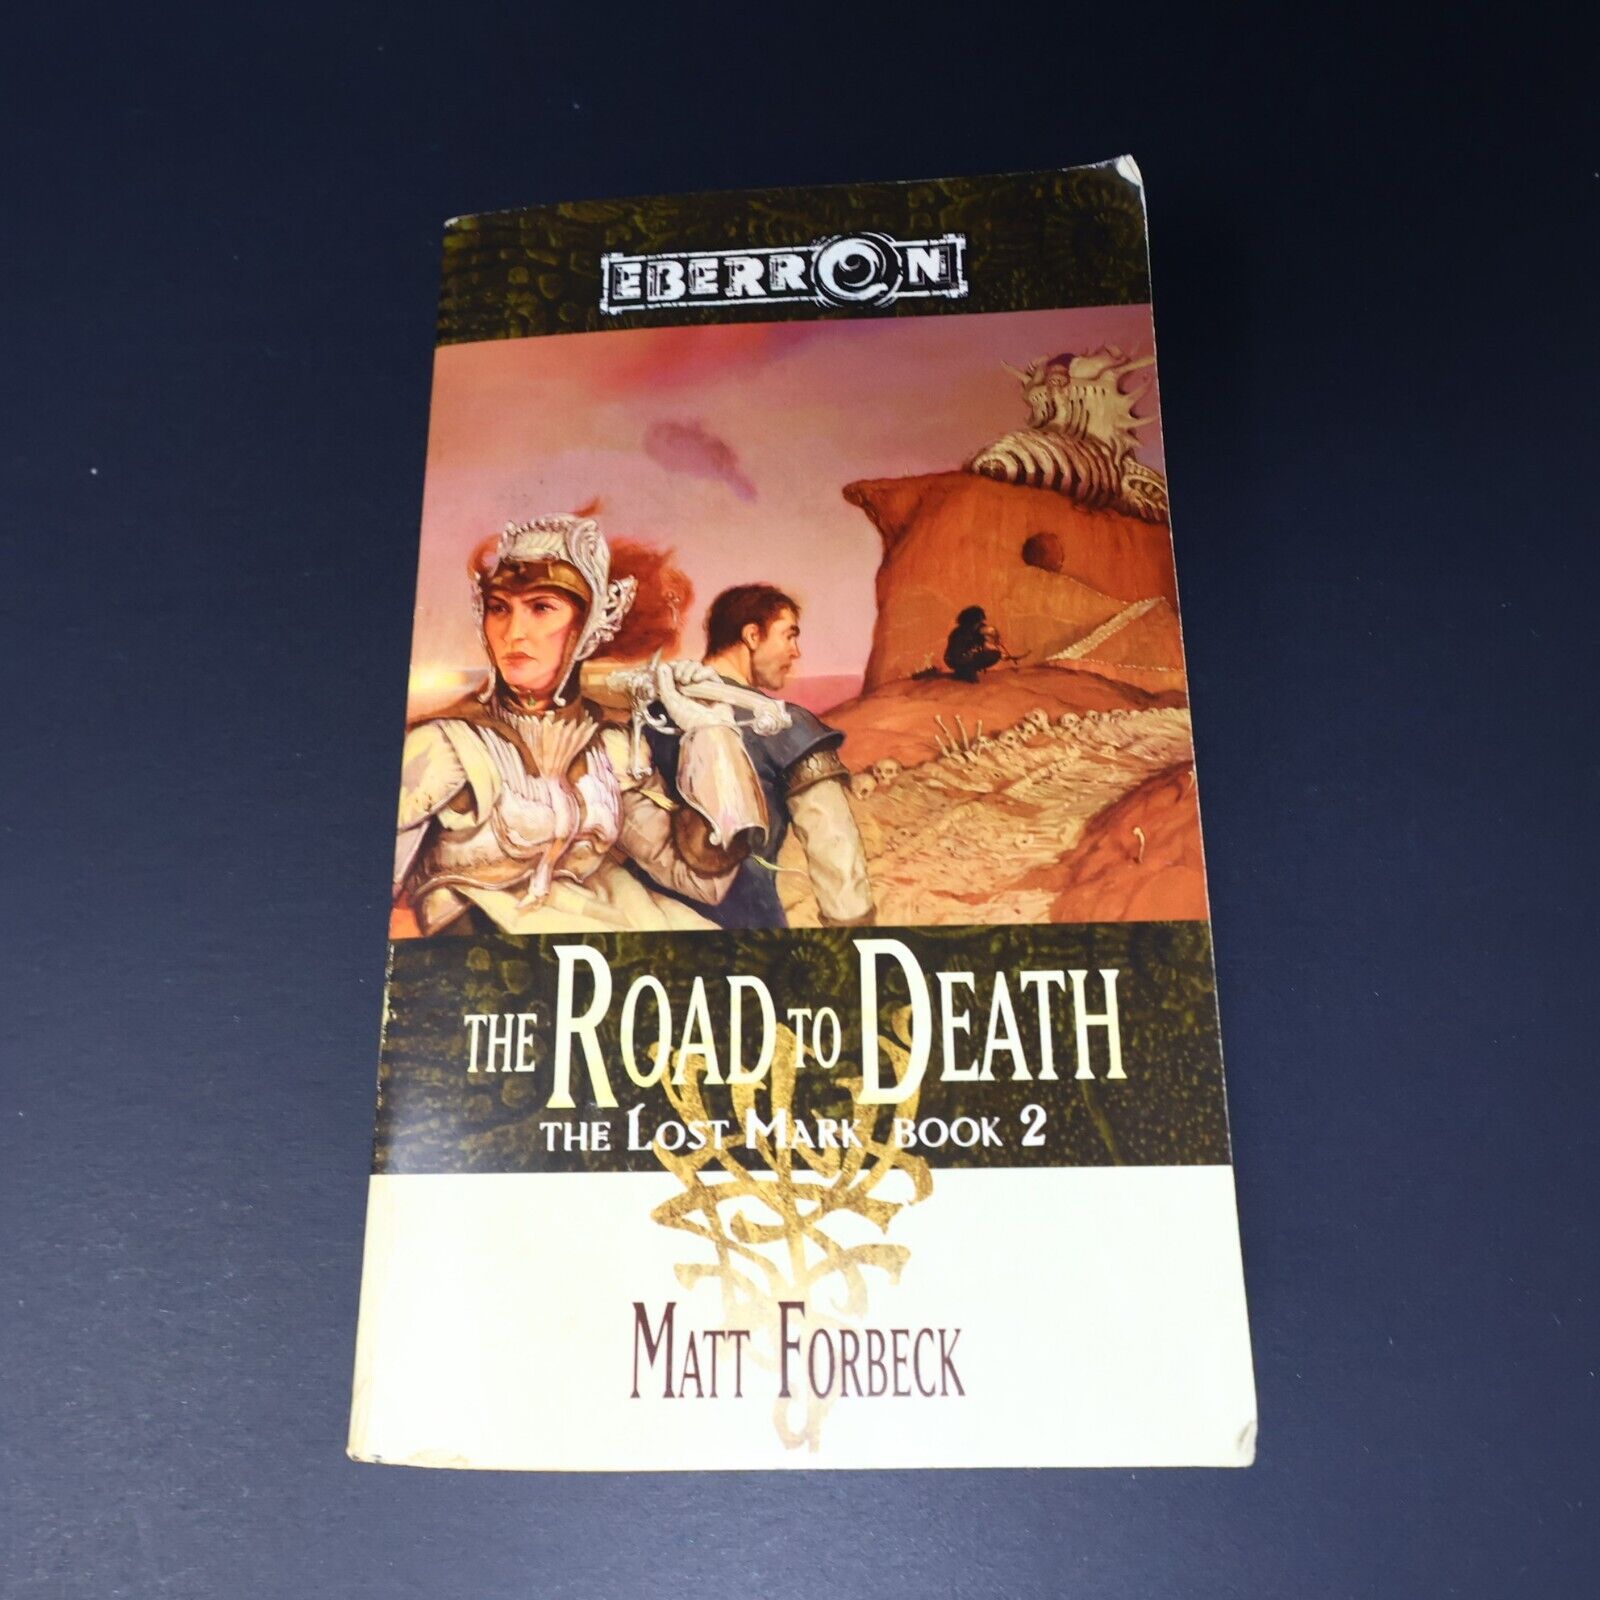 EBERRON
THE ROAD TO DEATH
THE LOST MARK BOOK 2
MATT FORBECK